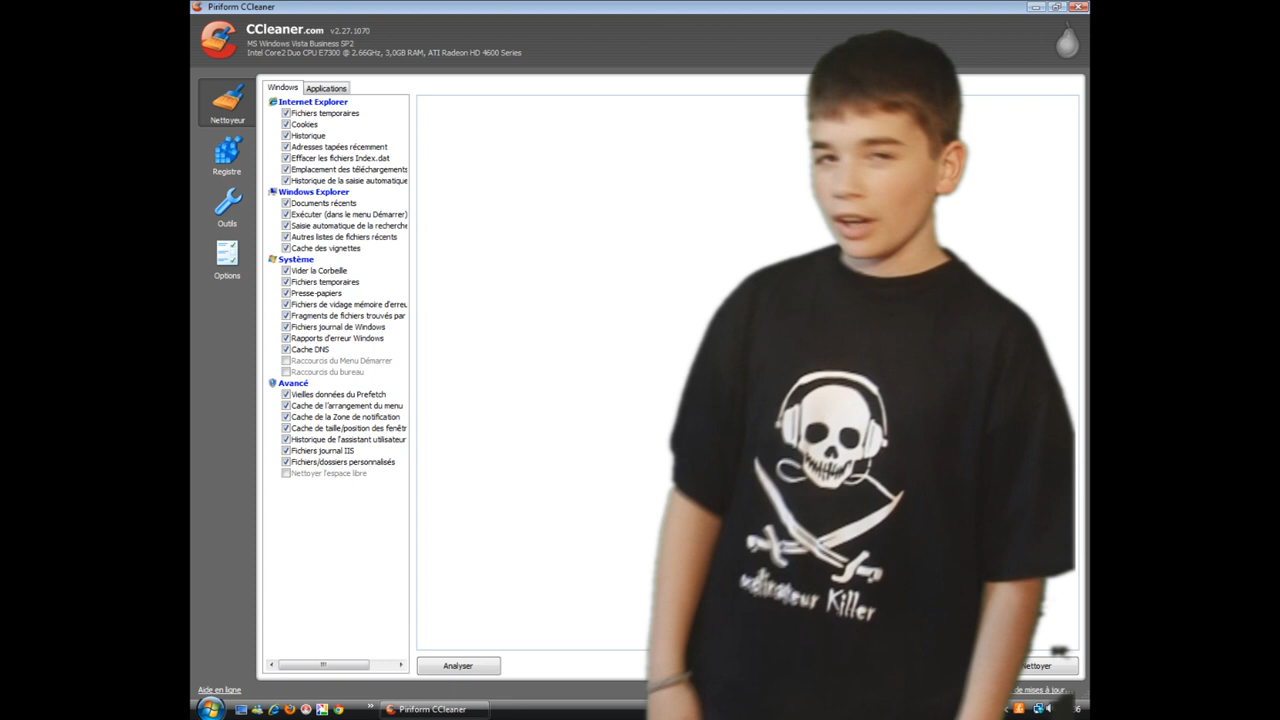 Piriform CCleaner
CCleaner.com v2.27.1070
MS Windows Vista Business SP2
Intel Core2 Duo CPU E7300 @ 2.66GHz, 3,0GB RAM, ATI Radeon HD 4600 Series
Nettoyeur
Registre
Outils
Options
Windows
Applications
Internet Explorer
Fichiers temporaires
Cookies
Historique
Adresses tapées récemment
Effacer les fichiers Index.dat
Emplacement des téléchargements
Historique de la saisie automatique
Windows Explorer
Documents récents
Exécuter (dans le menu Démarrer)
Saisie automatique de la recherche
Autres listes de fichiers récents
Cache des vignettes
Système
Vider la Corbeille
Fichiers temporaires
Presse-papiers
Fichiers de vidage mémoire d'erreu
Fragments de fichiers trouvés par
Fichiers journal de Windows
Rapports d'erreur Windows
Cache DNS
Raccourcis du Menu Démarrer
Raccourcis du bureau
Avancé
Vieilles données du Prefetch
Cache de l'arrangement du menu
Cache de la Zone de notification
Cache de taille/position des fenêtr
Historique de l'assistant utilisateur
Fichiers journal IIS
Fichiers/dossiers personnalisés
Nettoyer l'espace libre
Killer
Analyser
Nettoyer
Aide en ligne
de mises à jour...
Piriform CCleaner